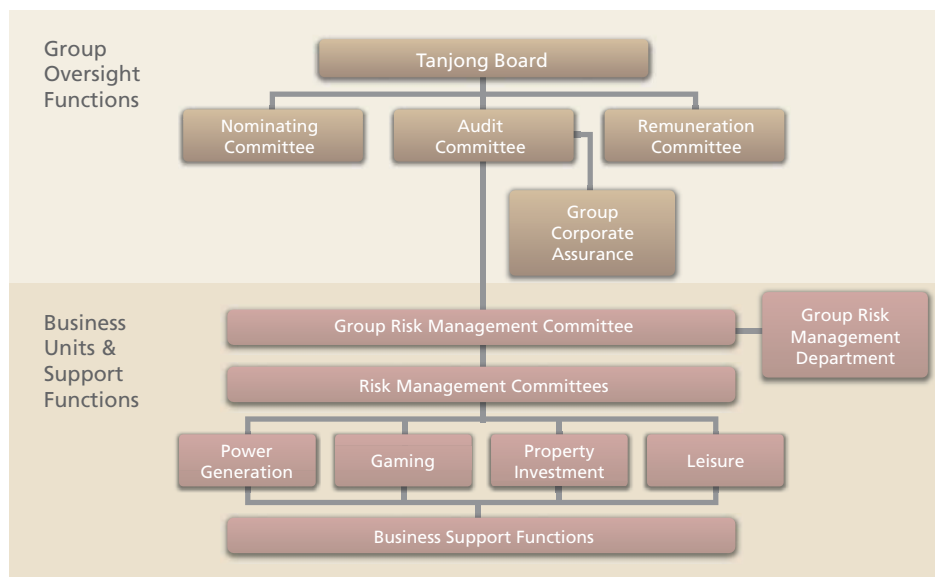 Group
Oversight
Functions
Tanjong Board
Nominating
Committee
Audit
Committee
Remuneration
Committee
Group
Corporate
Assurance
Business
Units &
Support
Functions
Group Risk Management Committee
Group Risk
Management
Department
Risk Management Committees
Power
Generation
Gaming
Property
Investment
Leisure
Business Support Functions